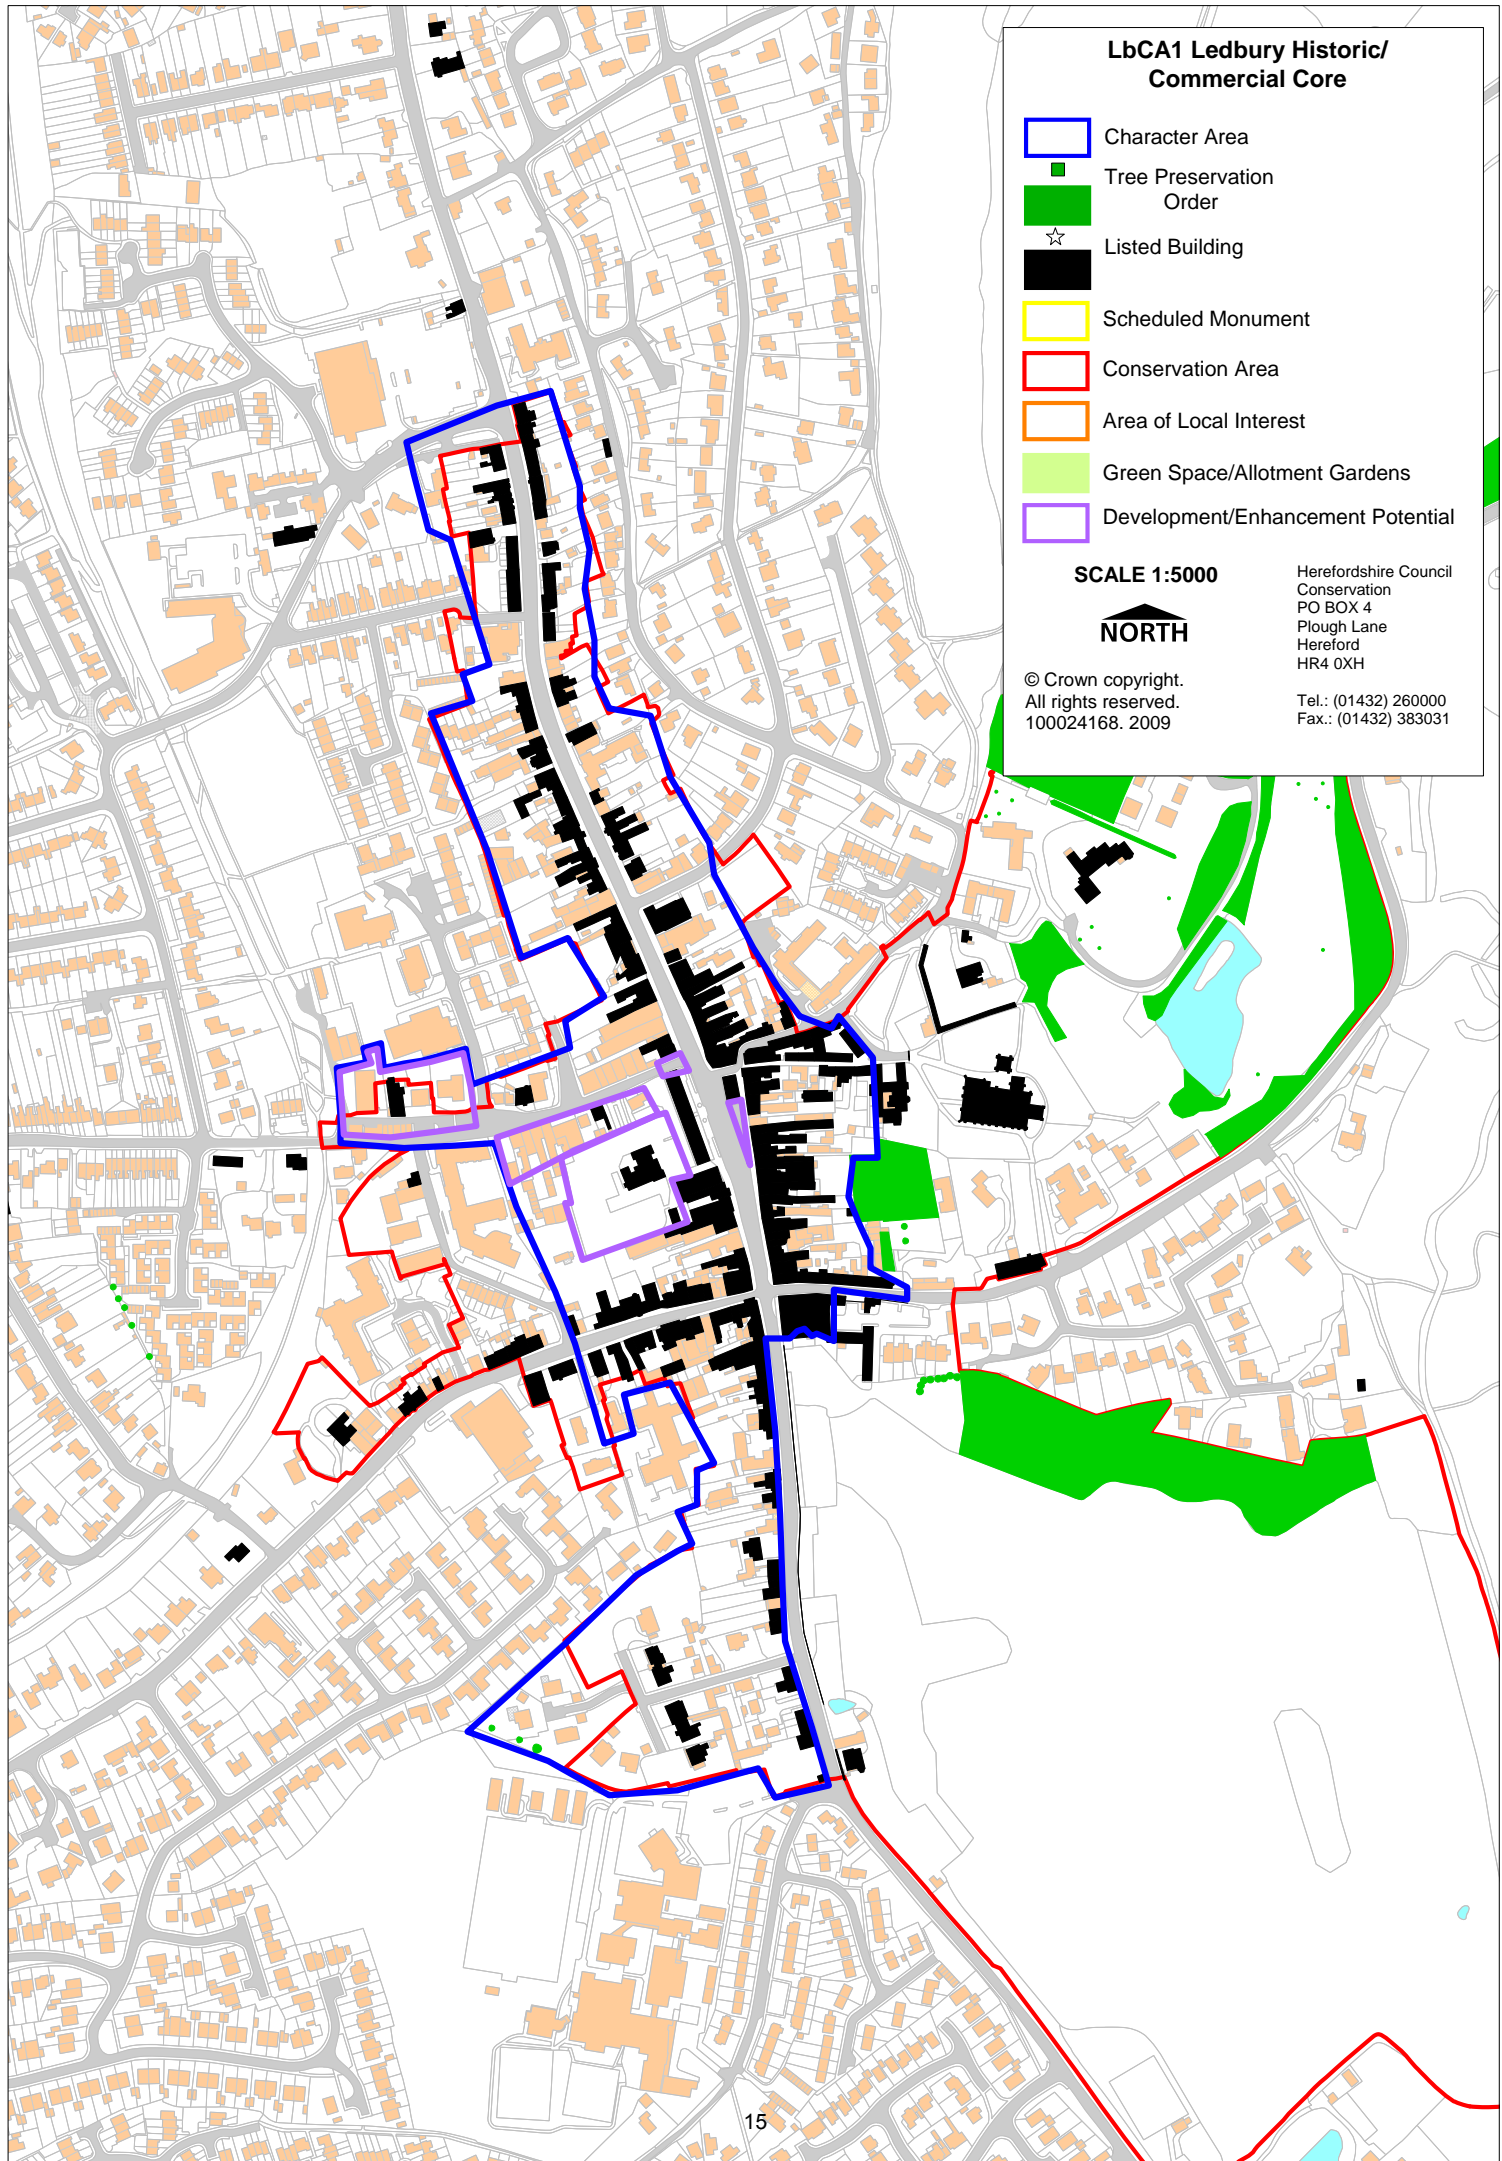 LbCA1 Ledbury Historic/
Commercial Core
Character Area
Tree Preservation
Order
Listed Building
Scheduled Monument
Conservation Area
Area of Local Interest
Green Space/Allotment Gardens
Development/Enhancement Potential
SCALE 1:5000
NORTH
© Crown copyright.
All rights reserved.
100024168. 2009
Herefordshire Council
Conservation
PO BOX 4
Plough Lane
Hereford
HR4 0XH
Tel.: (01432) 260000
Fax.: (01432) 383031
15